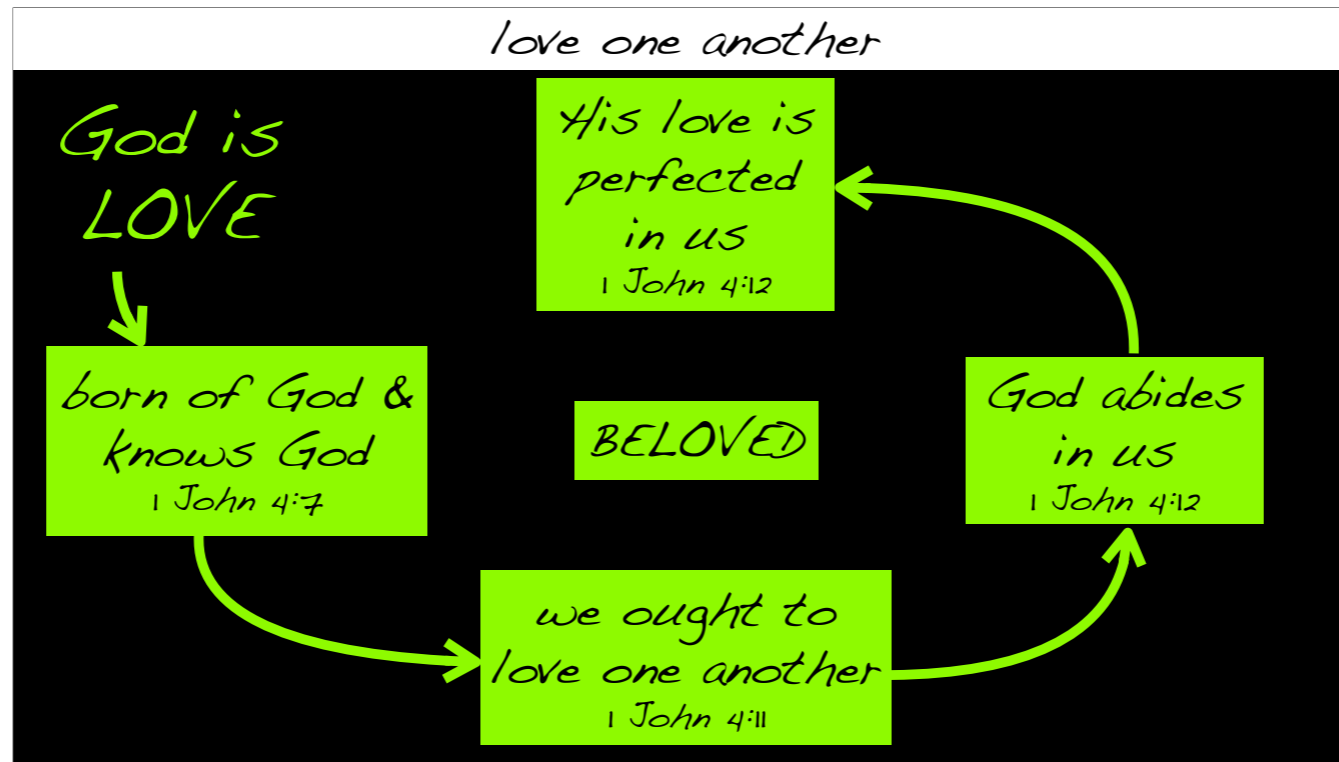 love one another
God is
LOVE
born of God &
knows God
1 John 4:7
we ought to
love one another
1 John 4:11
God abides
in us
1 John 4:12
His love is
perfected
in us
1 John 4:12
BELOVED